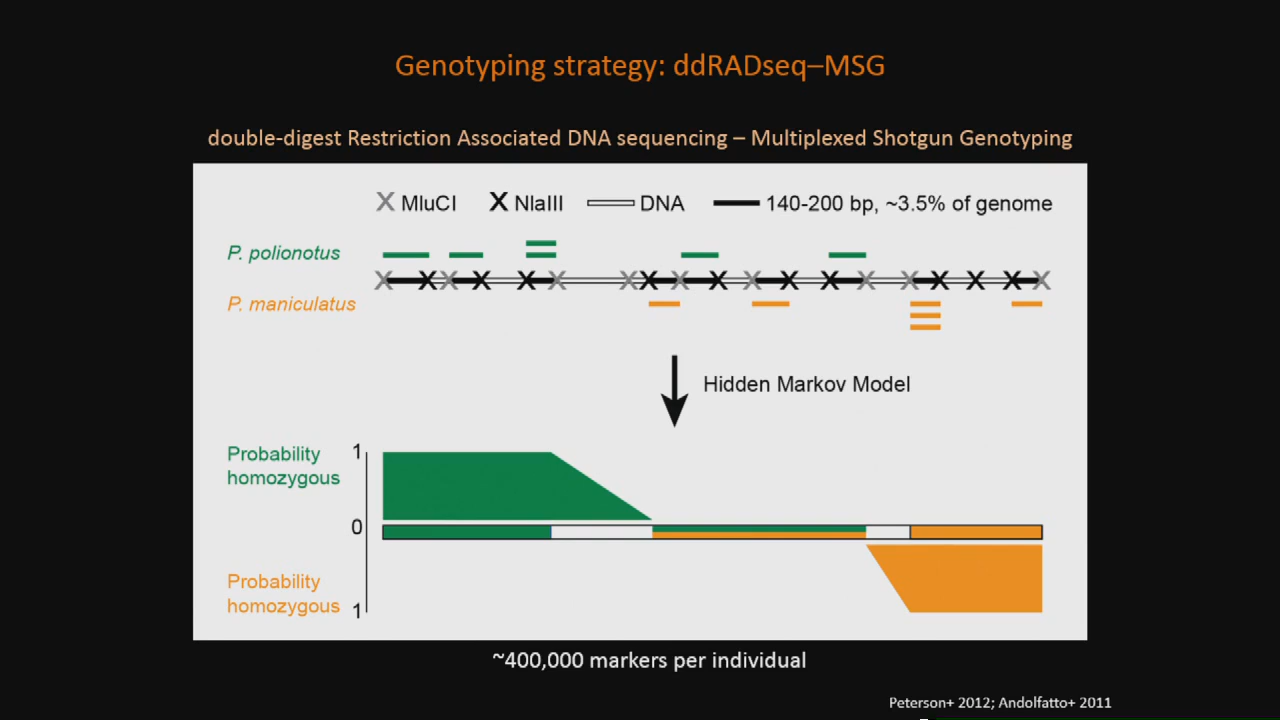 Genotyping strategy: ddRADseq–MSG
double-digest Restriction Associated DNA sequencing – Multiplexed Shotgun Genotyping
MluCI NlaIII DNA 140-200 bp, ~3.5% of genome
P. polionotus
P. maniculatus
Hidden Markov Model
Probability
homozygous
1
0
Probability
homozygous
1
~400,000 markers per individual
Peterson+ 2012; Andolfatto+ 2011